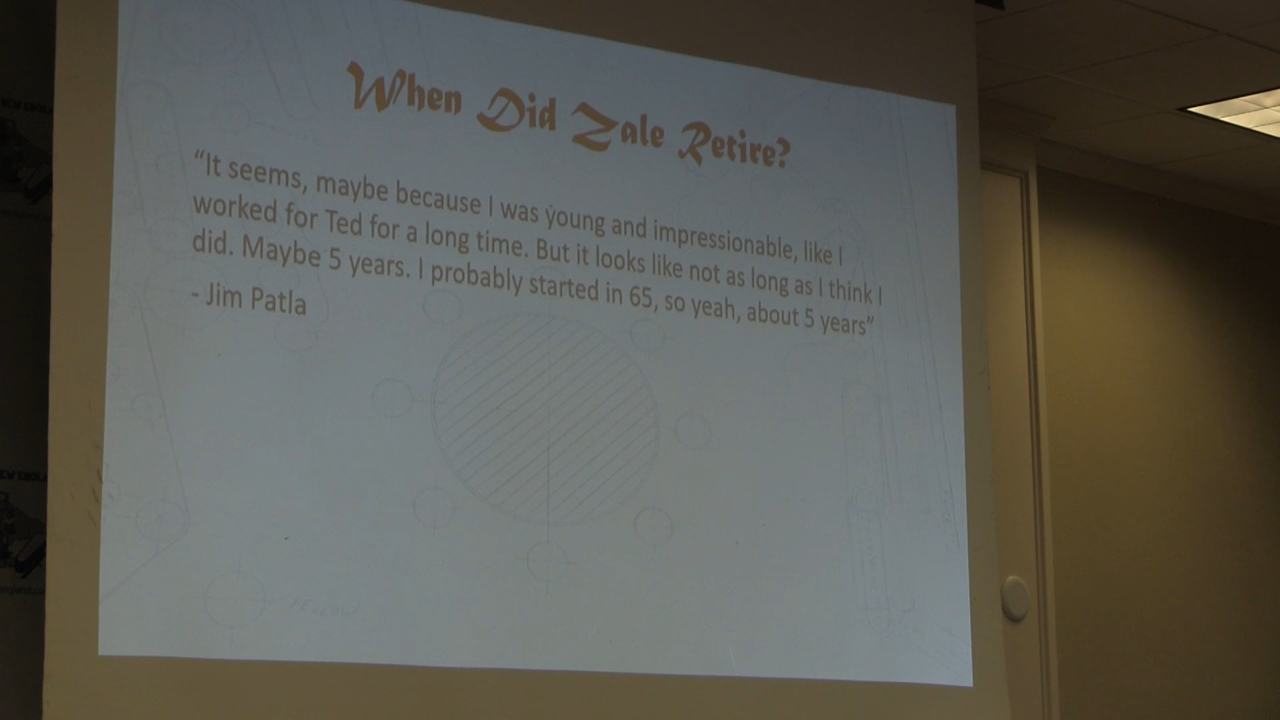 When Did Zale Retire?
“It seems, maybe because I was young and impressionable, like I
worked for Ted for a long time. But it looks like not as long as I think I
did. Maybe 5 years. I probably started in 65, so yeah, about 5 years”
- Jim Patla
YELLOW